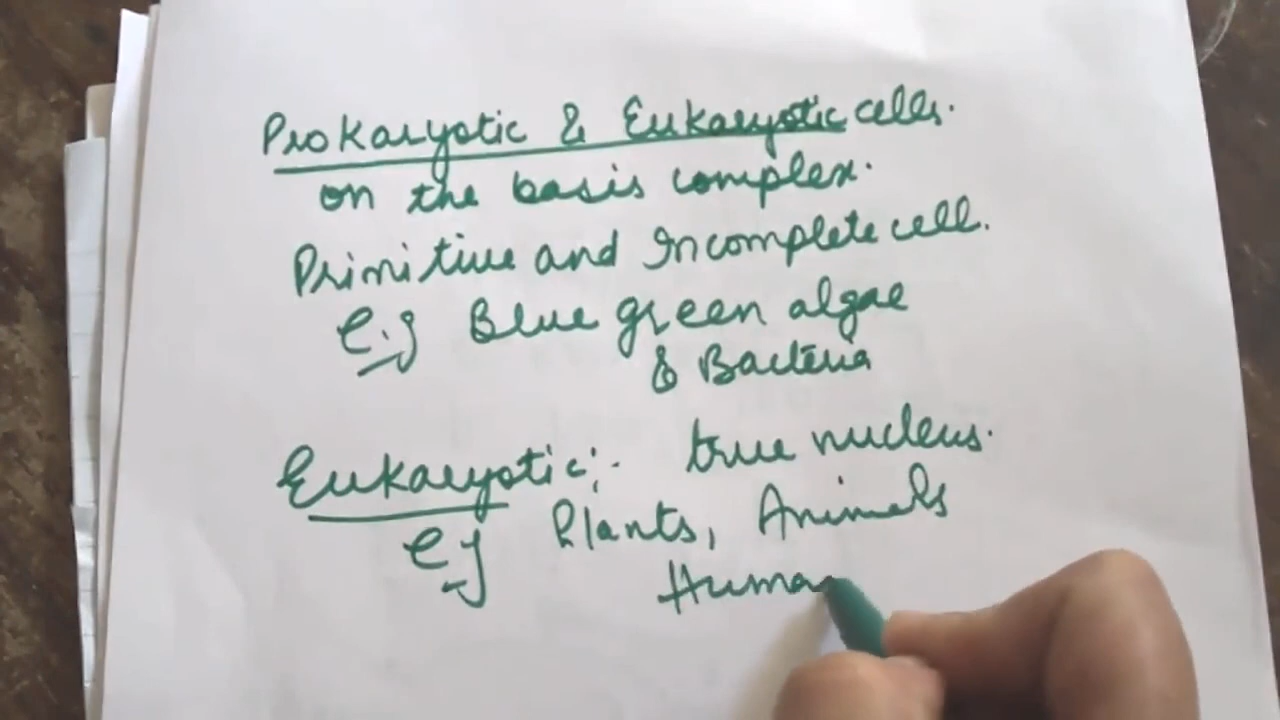 Prokaryotic & Eukaryotic cells.
on the basis complex.
Primitive and Incomplete cell.
e.g Blue green algae
& Bacteria
Eukaryotic:- true nucleus.
eg Plants, Animals
Human